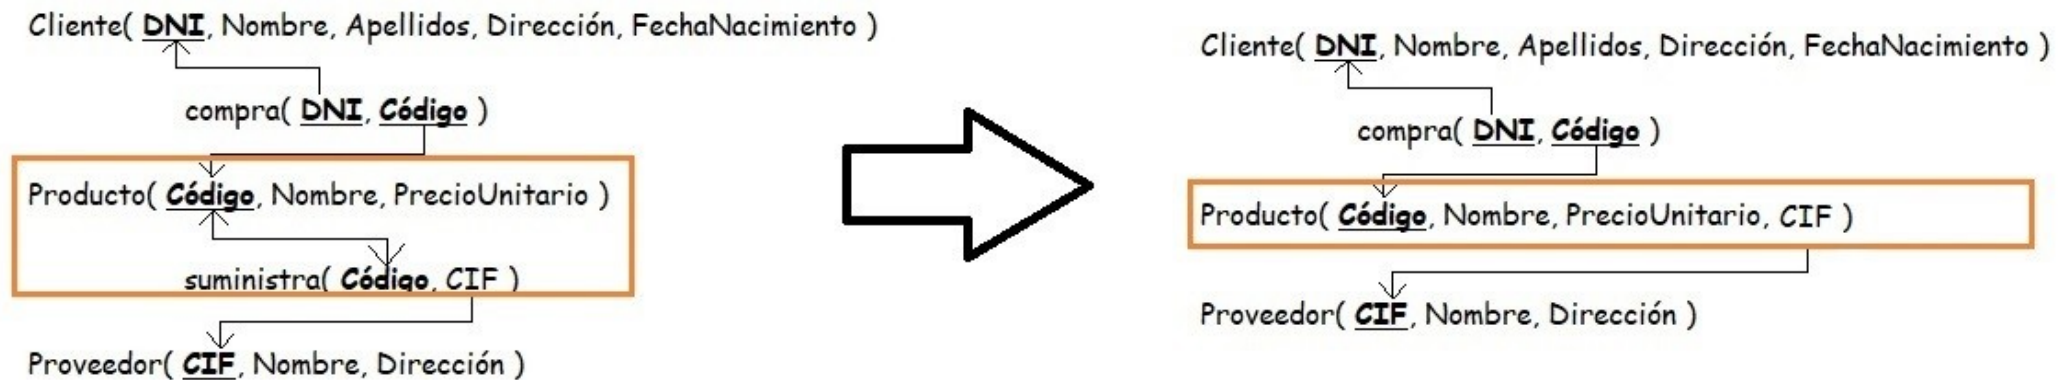 Cliente( DNI, Nombre, Apellidos, Dirección, FechaNacimiento )
compra( DNI, Código )
Producto( Código, Nombre, PrecioUnitario )
suministra( Código, CIF )
Proveedor( CIF, Nombre, Dirección )
Cliente( DNI, Nombre, Apellidos, Dirección, FechaNacimiento )
compra( DNI, Código )
Producto( Código, Nombre, PrecioUnitario, CIF )
Proveedor( CIF, Nombre, Dirección )